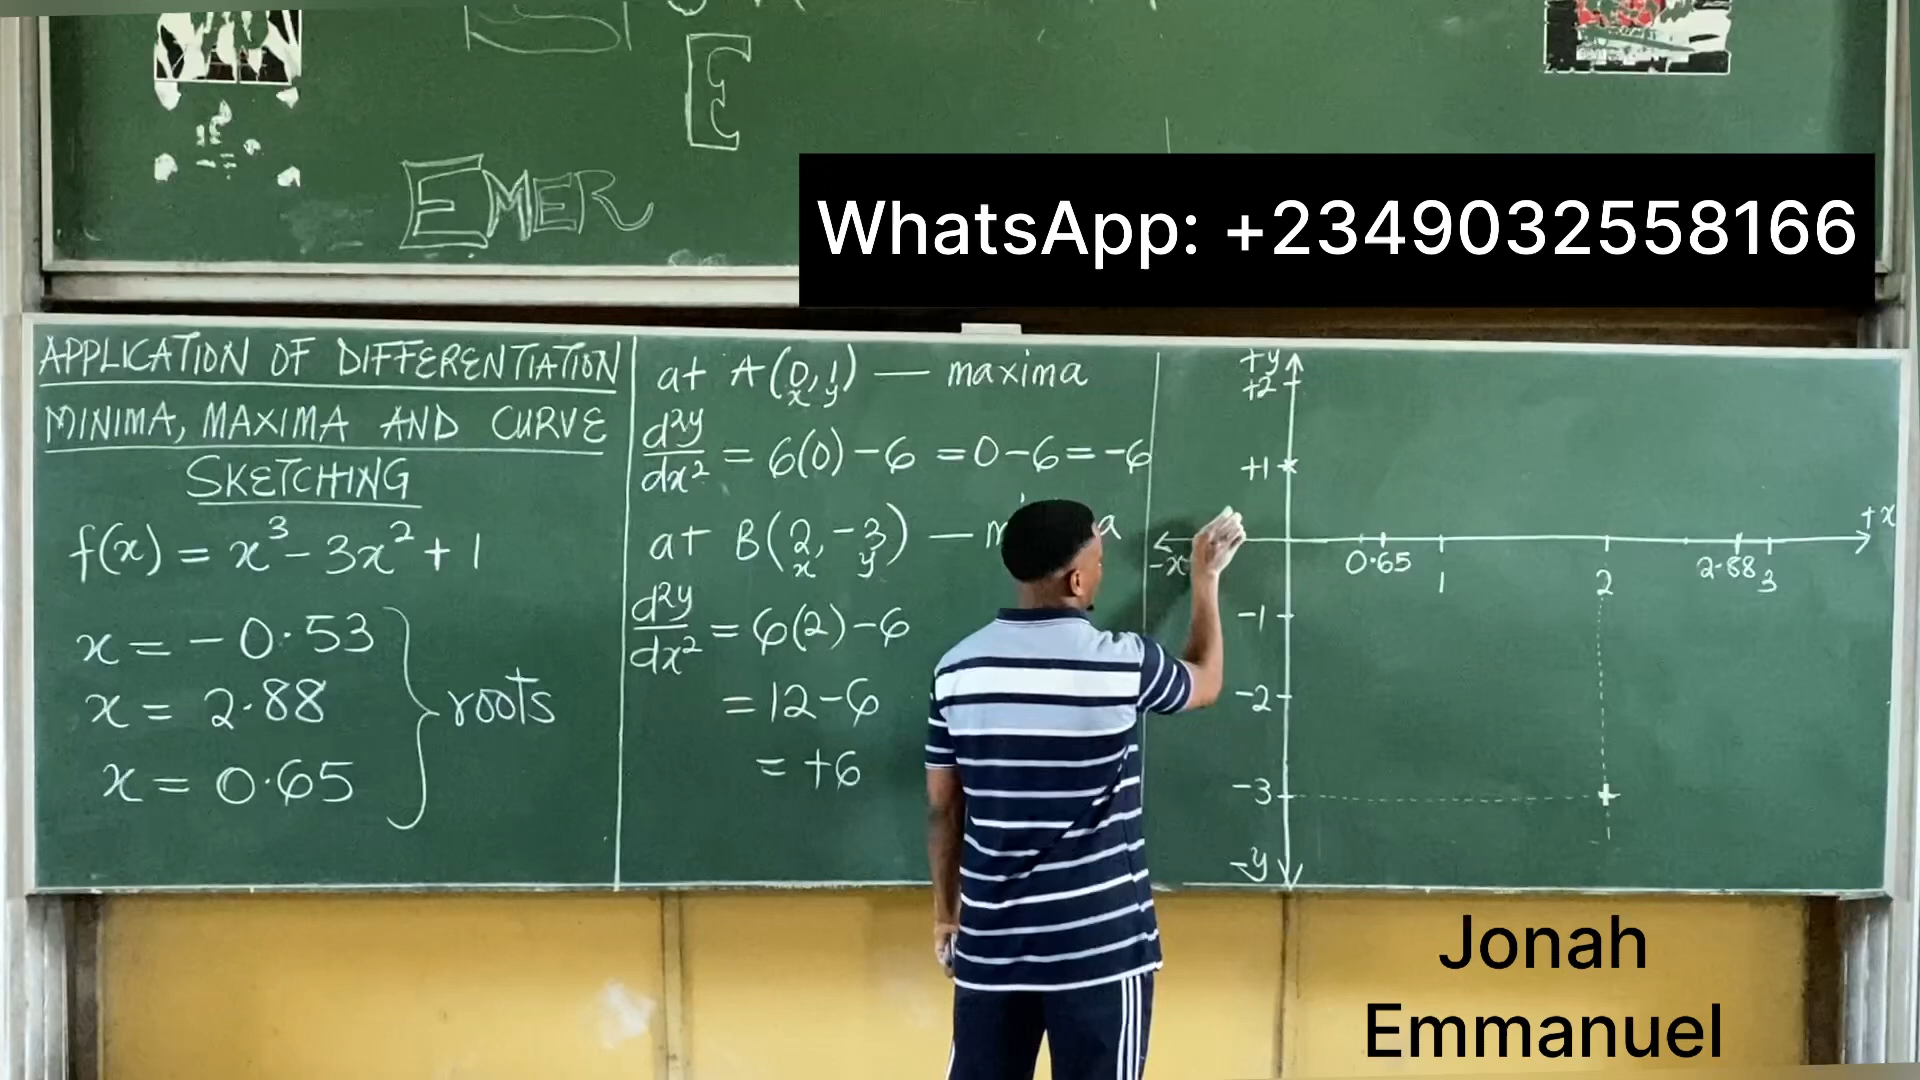 E
EMER
WhatsApp: +2349032558166
APPLICATION OF DIFFERENTIATION
MINIMA, MAXIMA AND CURVE
SKETCHING
f(x) = x³ - 3x² + 1
x = -0.53
x = 2.88
x = 0.65
roots
at A(0, 1) — maxima
x y
d²y/dx² = 6(0) - 6 = 0 - 6 = -6
at B(2, -3) —
x y
d²y/dx² = 6(2) - 6
= 12 - 6
= +6
+y
+2
+1
+x
-x
0.65
1
2
2.88
3
-1
-2
-3
-y
Jonah
Emmanuel